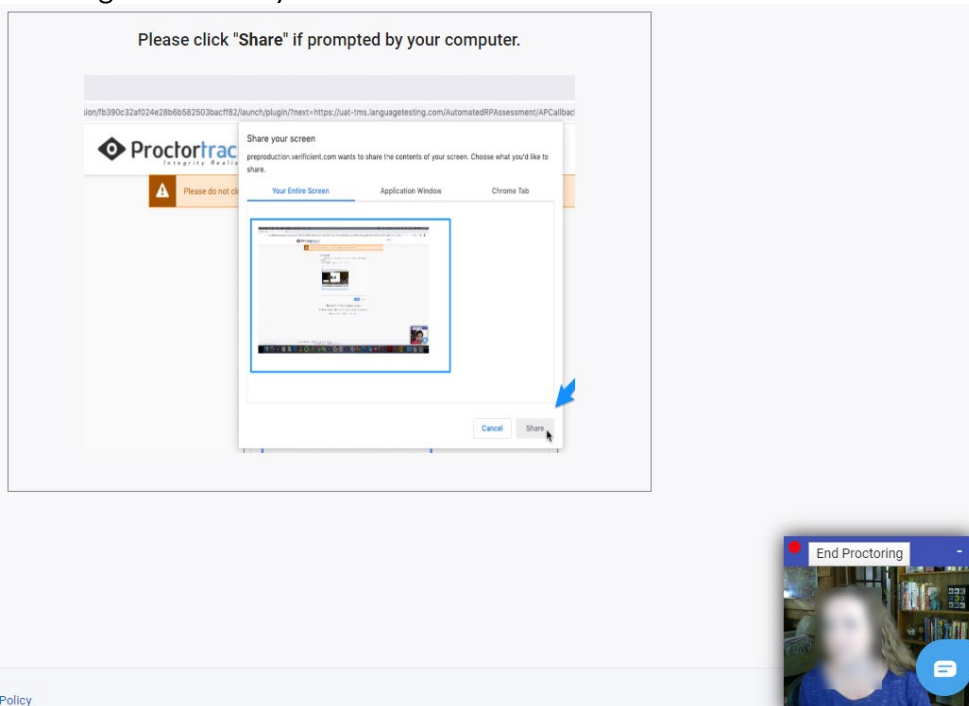 Please click "Share" if prompted by your computer.
sion/fb390c32af024e28b6b582503bacff82/launch/plugin/?next=https://uat-tms.languagetesting.com/AutomatedRPAssessment/APCallbac
Proctortrac
Share your screen
preproduction.verificient.com wants to share the contents of your screen. Choose what you'd like to
share.
Please do not cl
Your Entire Screen Application Window Chrome Tab
Cancel Share
End Proctoring -
Policy